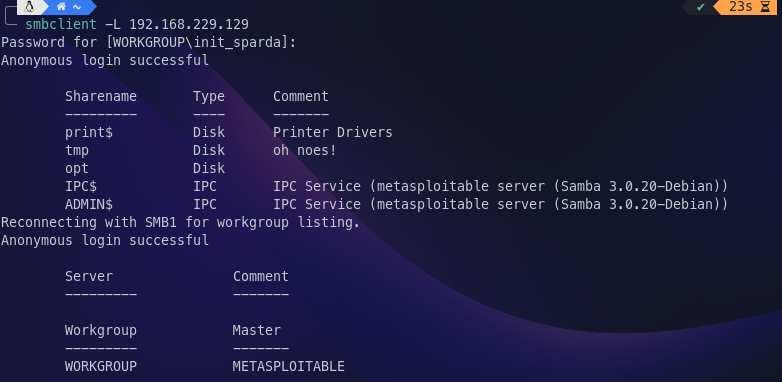 ~ ✔ 23s
smbclient -L 192.168.229.129
Password for [WORKGROUP\init_sparda]:
Anonymous login successful
Sharename Type Comment
--------- ---- -------
print$ Disk Printer Drivers
tmp Disk oh noes!
opt Disk
IPC$ IPC IPC Service (metasploitable server (Samba 3.0.20-Debian))
ADMIN$ IPC IPC Service (metasploitable server (Samba 3.0.20-Debian))
Reconnecting with SMB1 for workgroup listing.
Anonymous login successful
Server Comment
--------- -------
Workgroup Master
--------- -------
WORKGROUP METASPLOITABLE